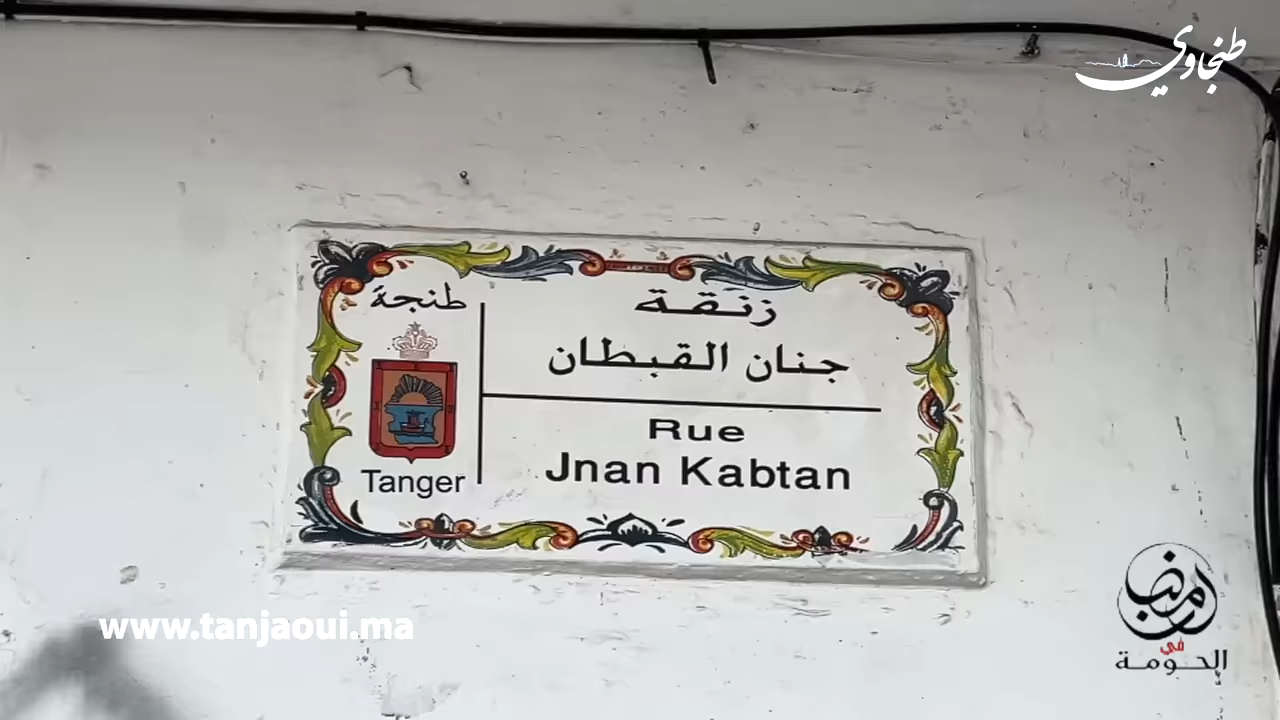 طنجاوي
طنجة
Tanger
زنقة
جنان القبطان
Rue
Jnan Kabtan
www.tanjaoui.ma
رمضان
في
الحومة